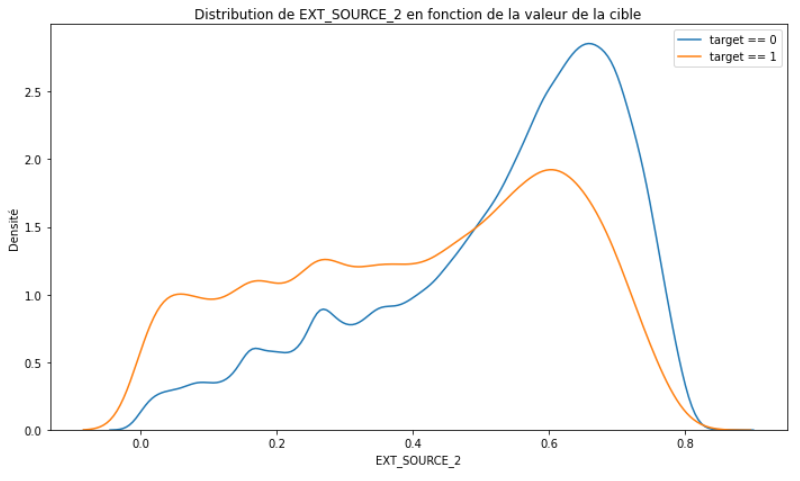 Distribution de EXT_SOURCE_2 en fonction de la valeur de la cible
target == 0
target == 1
Densité
2.5
2.0
1.5
1.0
0.5
0.0
0.0 0.2 0.4 0.6 0.8
EXT_SOURCE_2